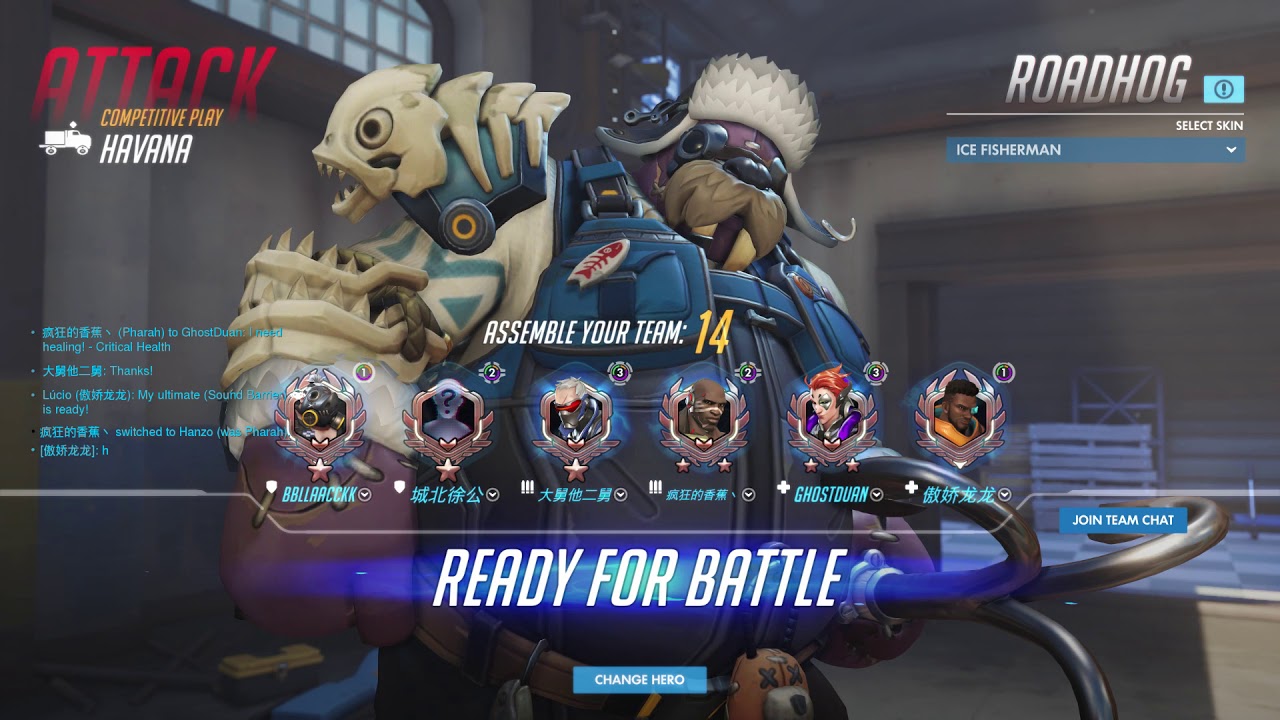 ATTACK
COMPETITIVE PLAY
HAVANA
ROADHOG
SELECT SKIN
ICE FISHERMAN
ASSEMBLE YOUR TEAM: 14
疯狂的香蕉丶 (Pharah) to GhostDuan: I need
healing! - Critical Health
大舅他二舅: Thanks!
Lúcio (傲娇龙龙): My ultimate (Sound Barrier)
is ready!
疯狂的香蕉丶 switched to Hanzo (was Pharah).
[傲娇龙龙]: h
1 2 3 2 3 1
?
BBLLAACCKK 城北徐公 大舅他二舅 疯狂的香蕉丶 GHOSTDUAN 傲娇龙龙
JOIN TEAM CHAT
READY FOR BATTLE
CHANGE HERO